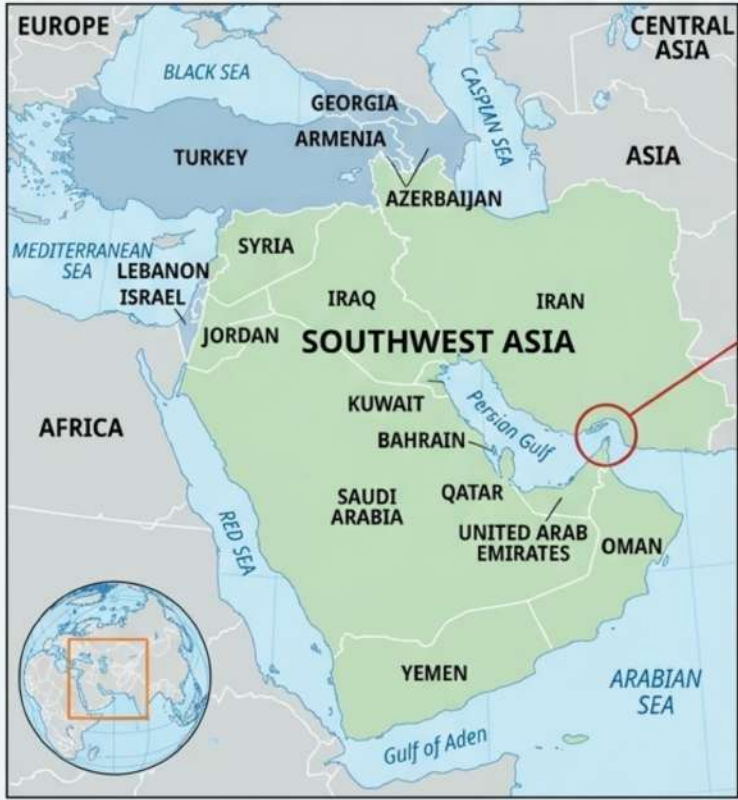 EUROPE
CENTRAL
ASIA
BLACK SEA
CASPIAN SEA
GEORGIA
ARMENIA
TURKEY
ASIA
AZERBAIJAN
MEDITERRANEAN
SEA
SYRIA
LEBANON
ISRAEL
IRAQ
IRAN
JORDAN
SOUTHWEST ASIA
KUWAIT
Persian Gulf
AFRICA
BAHRAIN
SAUDI
ARABIA
QATAR
RED SEA
UNITED ARAB
EMIRATES
OMAN
YEMEN
ARABIAN
SEA
Gulf of Aden